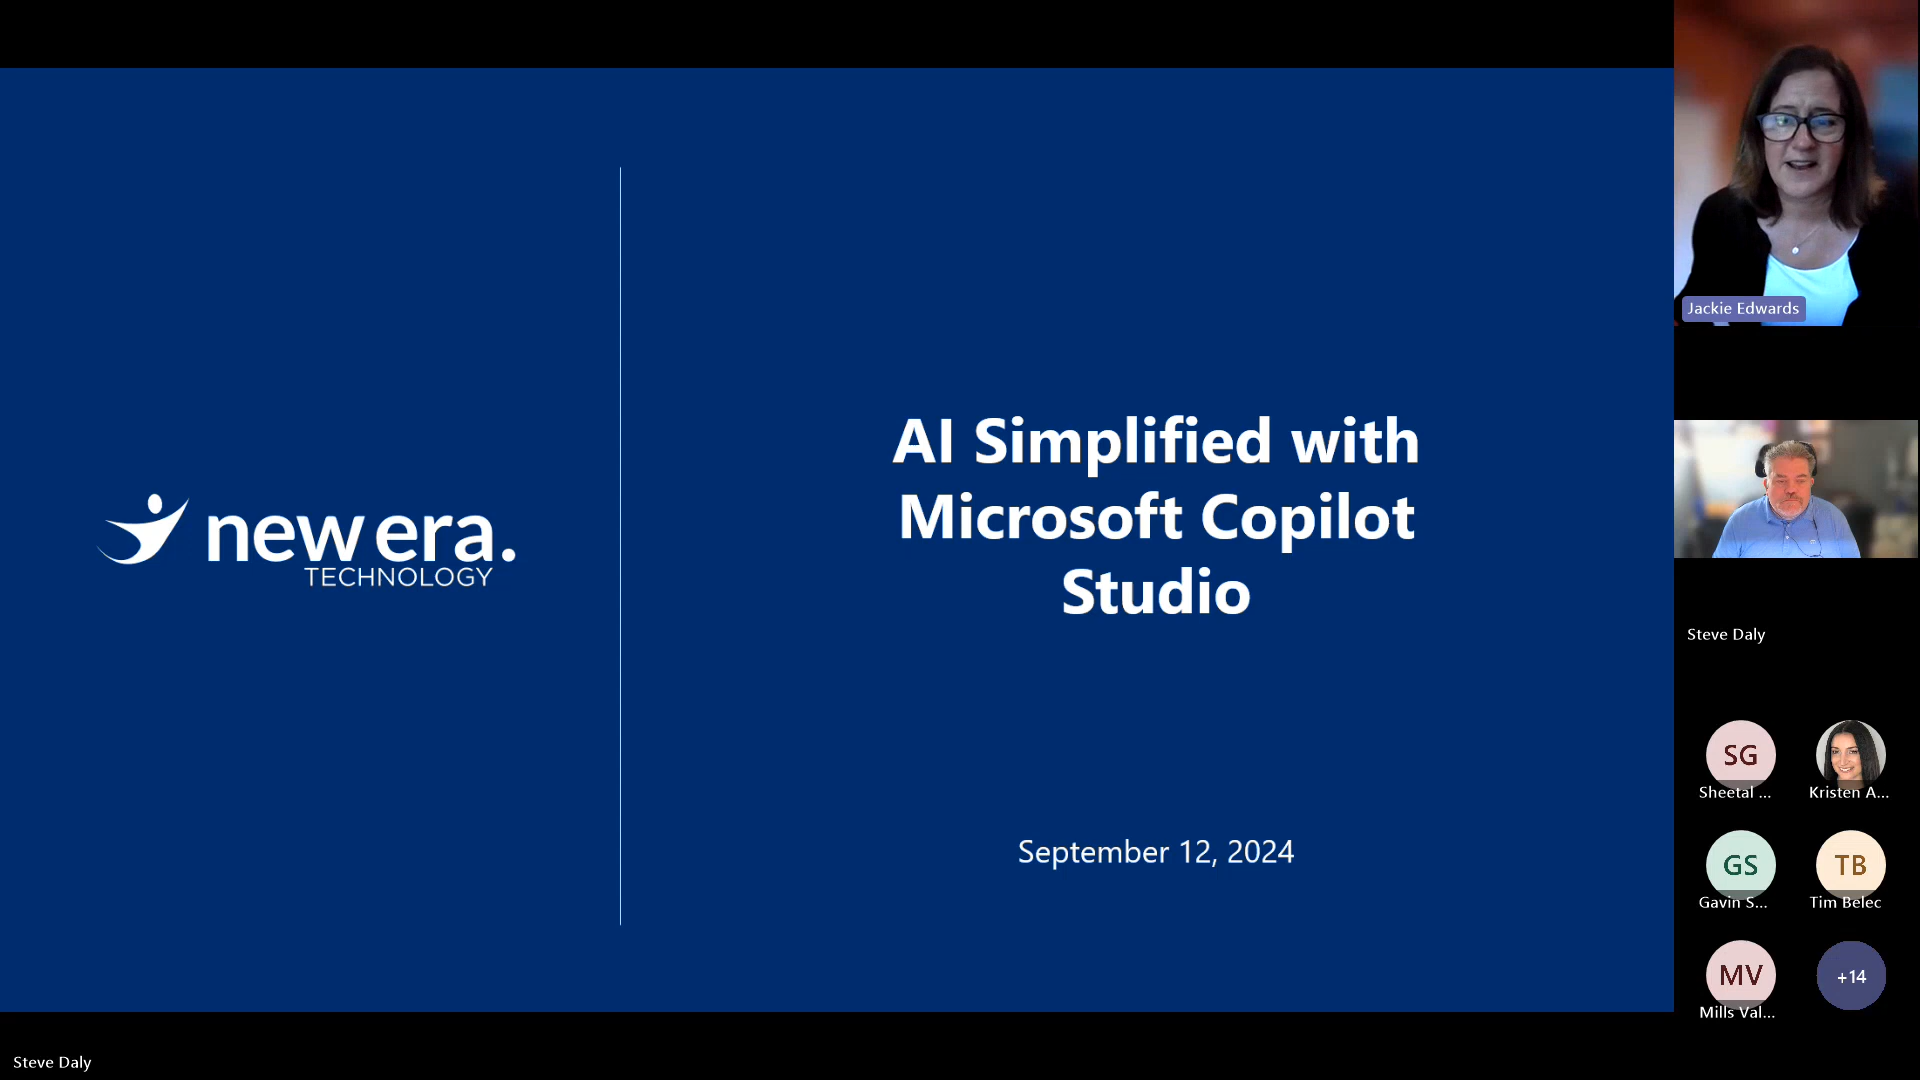 new era.
TECHNOLOGY
AI Simplified with
Microsoft Copilot
Studio
September 12, 2024
Steve Daly
Jackie Edwards
Steve Daly
SG
Sheetal ...
Kristen A...
GS
Gavin S...
TB
Tim Belec
MV
Mills Val...
+14